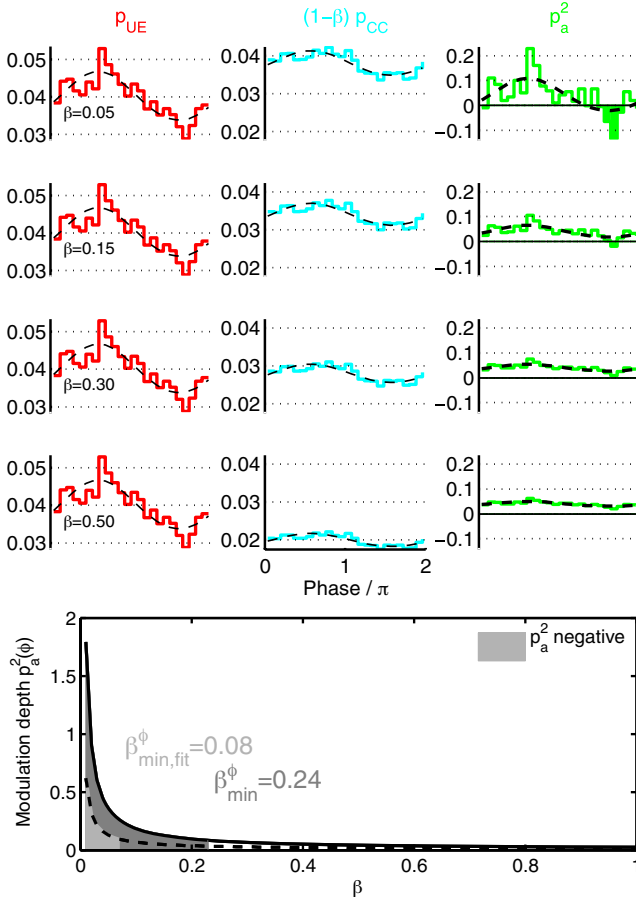 p_UE (1−β) p_CC p_a^2
0.05 0.04 0.03 β=0.05
0.04 0.03 0.02
0.2 0.1 0 −0.1
0.05 0.04 0.03 β=0.15
0.04 0.03 0.02
0.2 0.1 0 −0.1
0.05 0.04 0.03 β=0.30
0.04 0.03 0.02
0.2 0.1 0 −0.1
0.05 0.04 0.03 β=0.50
0.04 0.03 0.02
0.2 0.1 0 −0.1
0 1 2
Phase / π
Modulation depth p_a^2(ϕ)
2 1.5 1 0.5 0
p_a^2 negative
β_min,fit^ϕ=0.08
β_min^ϕ=0.24
0 0.2 0.4 0.6 0.8 1
β